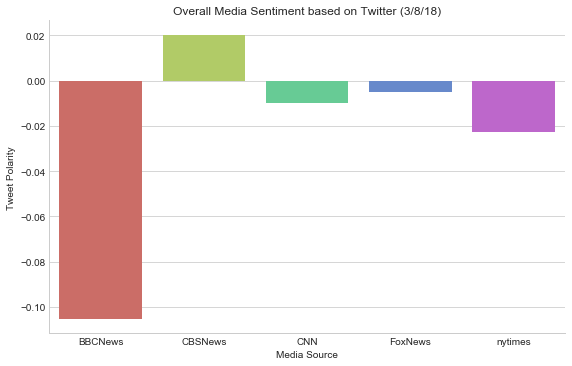 Overall Media Sentiment based on Twitter (3/8/18)
0.02
0.00
−0.02
−0.04
−0.06
−0.08
−0.10
Tweet Polarity
BBCNews CBSNews CNN FoxNews nytimes
Media Source